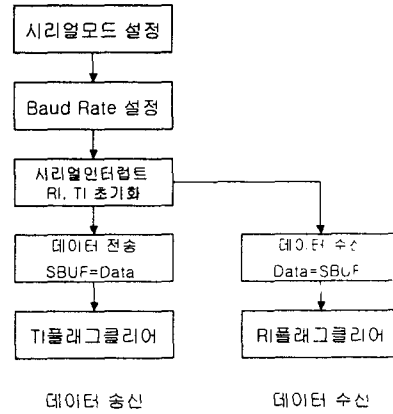 시리얼모드 설정
Baud Rate 설정
시리얼인터럽트
RI, TI 초기화
데이터 전송
SBUF=Data
TI플래그클리어
데이터 송신
데이터 수신
Data=SBUF
RI플래그클리어
데이터 수신